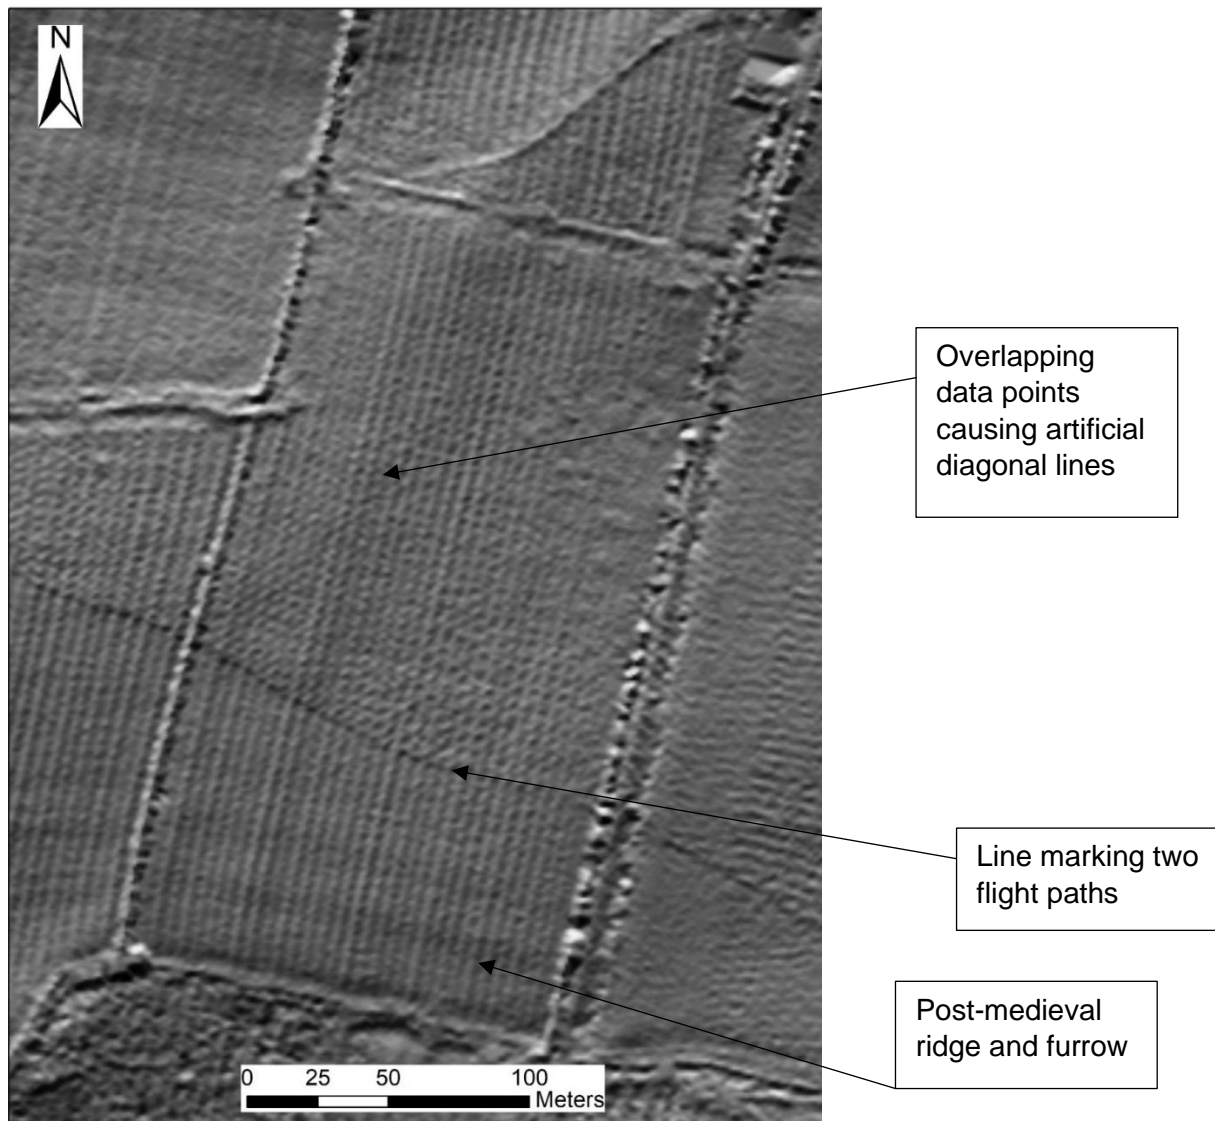 N
Overlapping
data points
causing artificial
diagonal lines
Line marking two
flight paths
Post-medieval
ridge and furrow
0 25 50 100
Meters